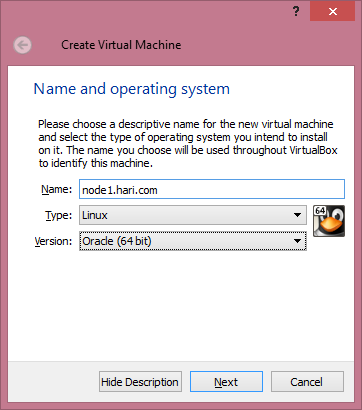 ? X
Create Virtual Machine
Name and operating system
Please choose a descriptive name for the new virtual machine
and select the type of operating system you intend to install
on it. The name you choose will be used throughout VirtualBox
to identify this machine.
Name: node1.hari.com
Type: Linux
64
Version: Oracle (64 bit)
Hide Description Next Cancel